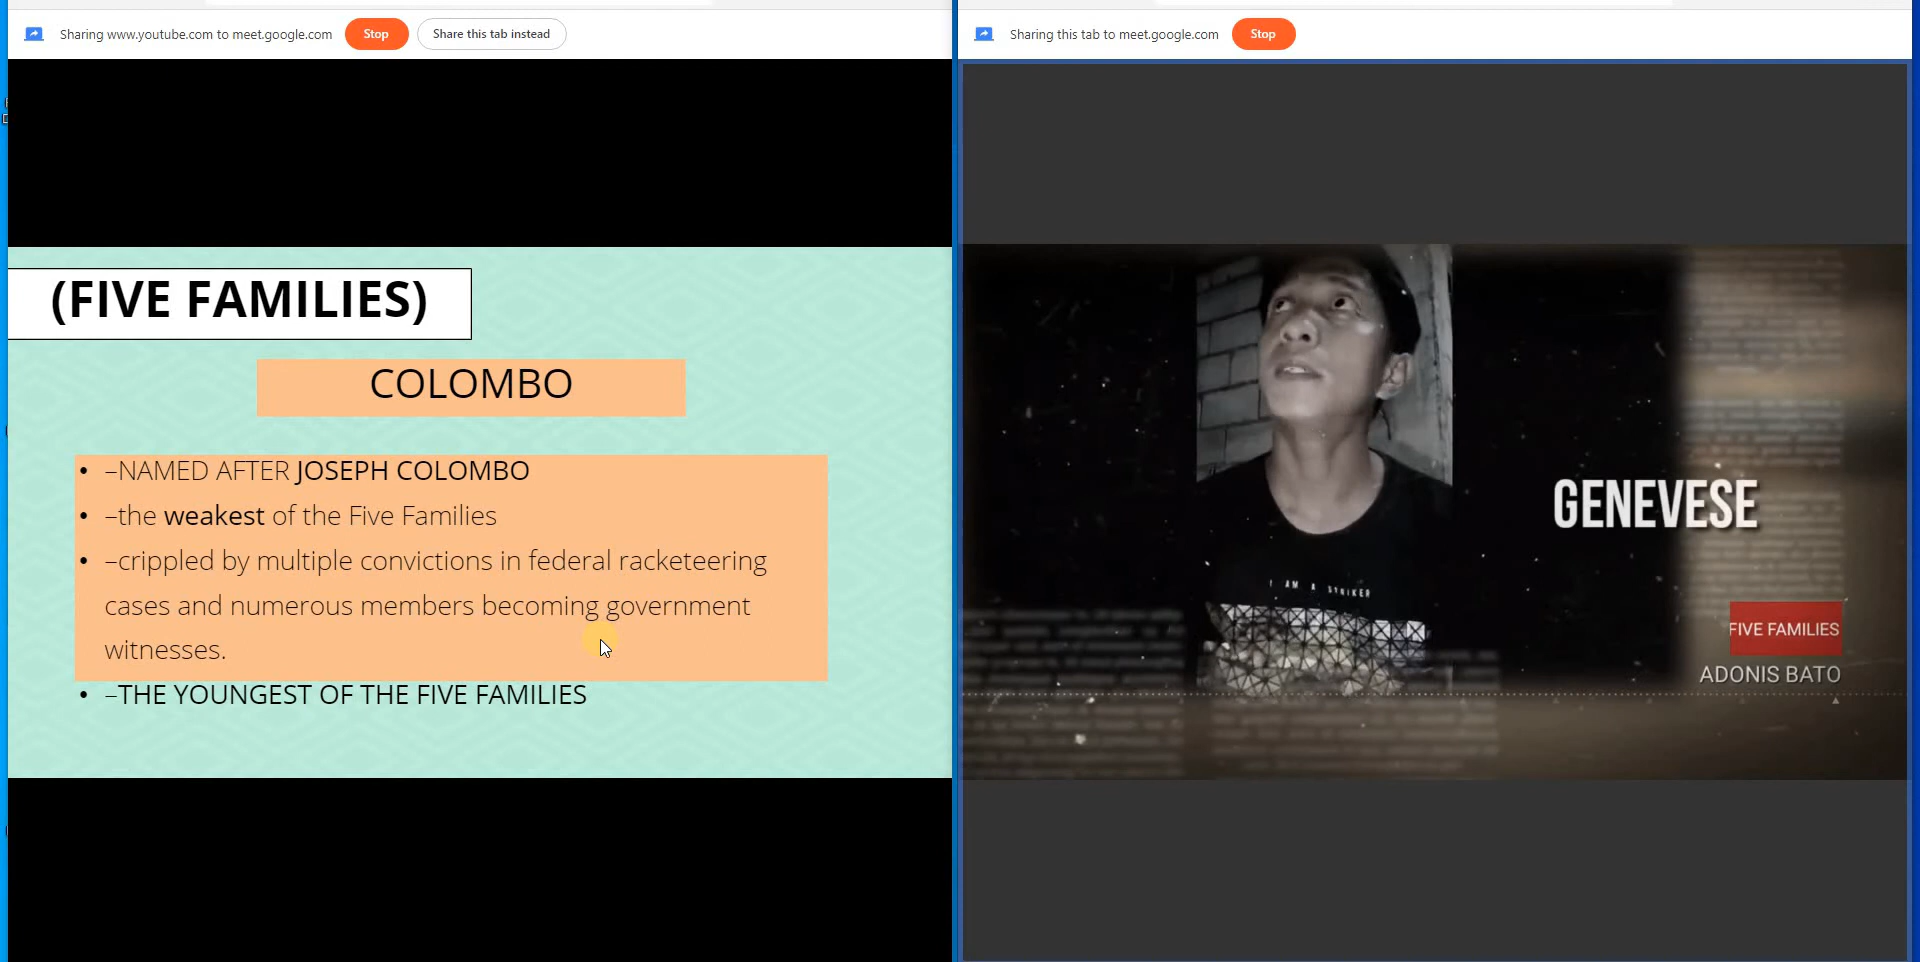 Sharing www.youtube.com to meet.google.com Stop Share this tab instead
(FIVE FAMILIES)
COLOMBO
• –NAMED AFTER JOSEPH COLOMBO
• –the weakest of the Five Families
• –crippled by multiple convictions in federal racketeering
cases and numerous members becoming government
witnesses.
• –THE YOUNGEST OF THE FIVE FAMILIES
Sharing this tab to meet.google.com Stop
GENEVESE
I AM A STRIKER
FIVE FAMILIES
ADONIS BATO